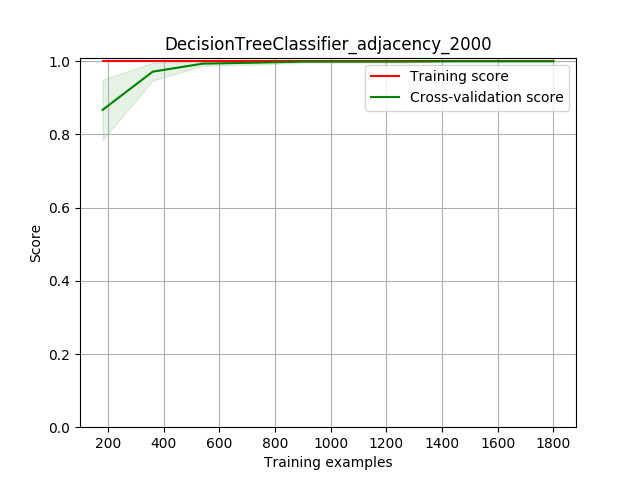 DecisionTreeClassifier_adjacency_2000
Training score
Cross-validation score
1.0
0.8
0.6
0.4
0.2
0.0
Score
200 400 600 800 1000 1200 1400 1600 1800
Training examples